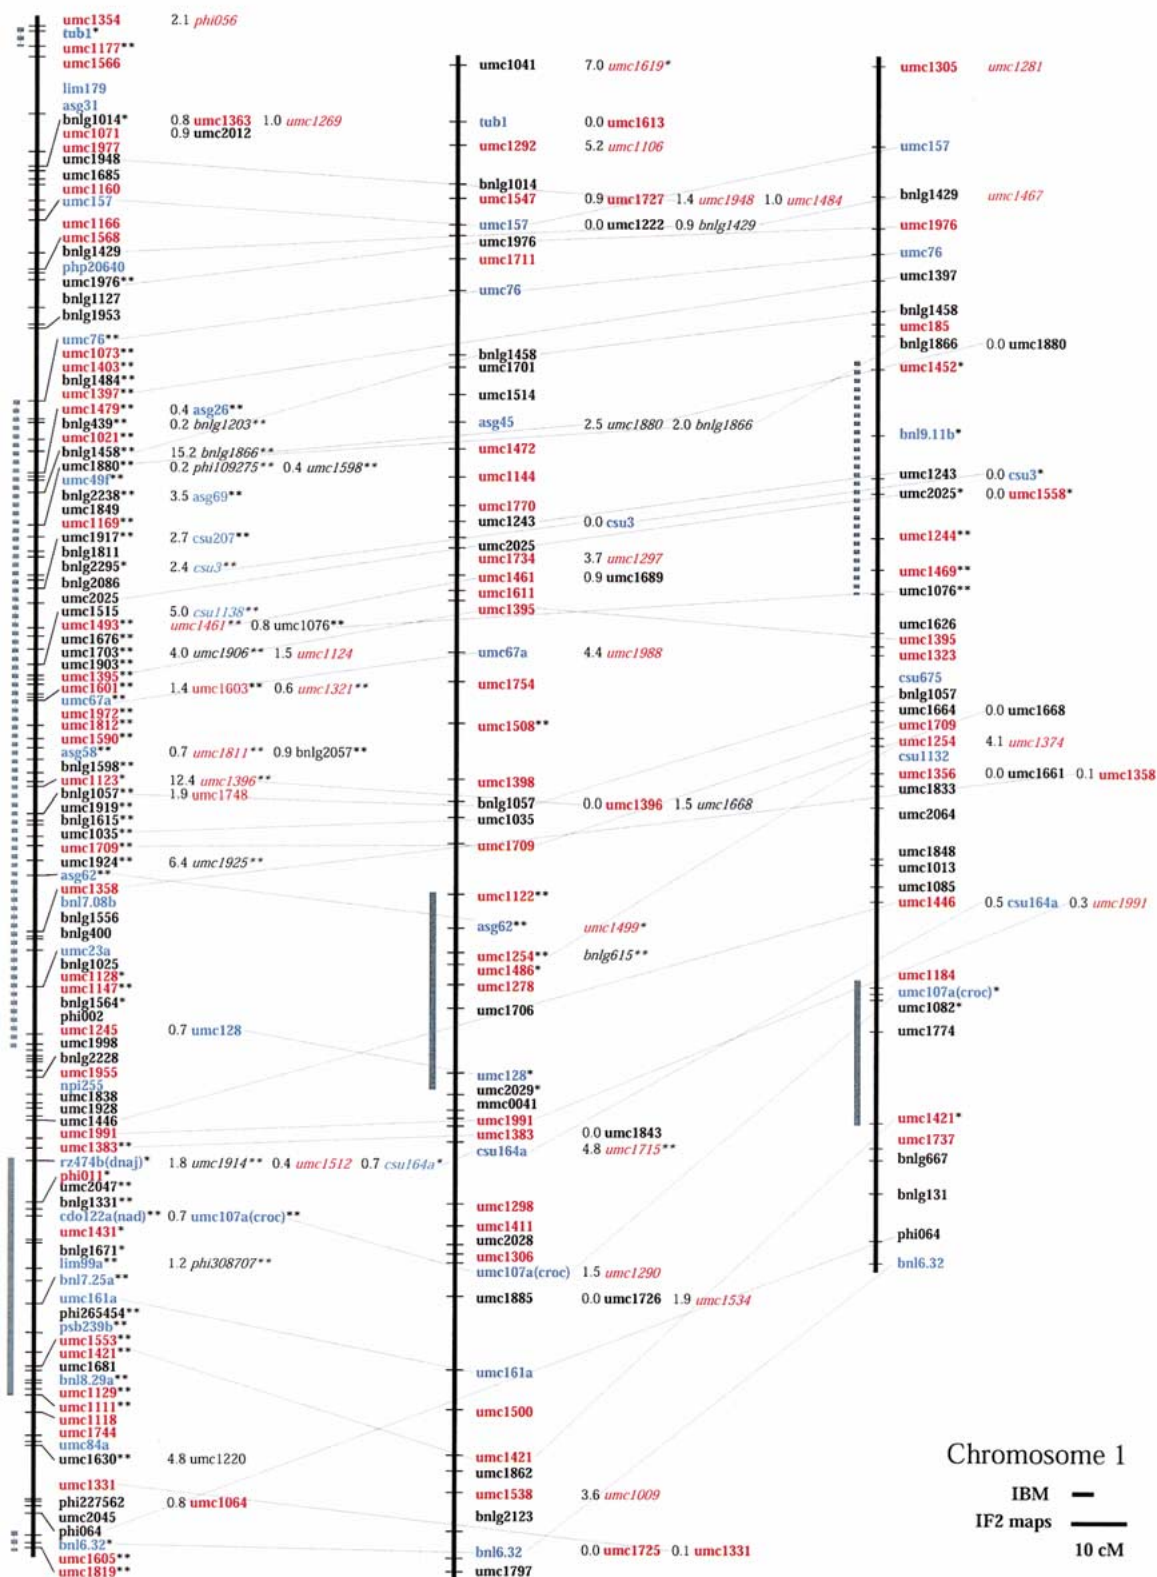 umc1354 2.1 phi056
tub1*
umc1177**
umc1566
lim179
asg31
bnlg1014* 0.8 umc1363 1.0 umc1269
umc1071 0.9 umc2012
umc1977
umc1948
umc1685
umc1160
umc157
umc1166
umc1568
bnlg1429
php20640
umc1976**
bnlg1127
bnlg1953
umc76**
umc1073**
umc1403**
bnlg1484**
umc1397**
umc1479** 0.4 asg26**
bnlg439** 0.2 bnlg1203**
umc1021**
bnlg1458** 15.2 bnlg1866**
umc1880** 0.2 phi109275** 0.4 umc1598**
umc49f**
bnlg2238** 3.5 asg69**
umc1849
umc1169**
umc1917** 2.7 csu207**
bnlg1811
bnlg2295* 2.4 csu3**
bnlg2086
umc2025
umc1515 5.0 csu1138**
umc1493** umc1461** 0.8 umc1076**
umc1676**
umc1703** 4.0 umc1906** 1.5 umc1124
umc1903**
umc1395**
umc1601** 1.4 umc1603** 0.6 umc1321**
umc67a**
umc1972**
umc1812**
umc1590**
asg58** 0.7 umc1811** 0.9 bnlg2057**
bnlg1598**
umc1123* 12.4 umc1396**
bnlg1057** 1.9 umc1748
umc1919**
bnlg1615**
umc1035**
umc1709**
umc1924** 6.4 umc1925**
asg62**
umc1358
bnl7.08b
bnlg1556
bnlg400
umc23a
bnlg1025
umc1128*
umc1147**
bnlg1564*
phi002
umc1245 0.7 umc128
umc1998
bnlg2228
umc1955
npi255
umc1838
umc1928
umc1446
umc1991
umc1383**
rz474b(dnaj)* 1.8 umc1914** 0.4 umc1512 0.7 csu164a*
phi011*
umc2047**
bnlg1331**
cdo122a(nad)** 0.7 umc107a(croc)**
umc1431*
bnlg1671*
lim99a** 1.2 phi308707**
bnl7.25a**
umc161a
phi265454**
psb239b**
umc1553**
umc1421**
umc1681
bnl8.29a**
umc1129**
umc1111**
umc1118
umc1744
umc84a
umc1630** 4.8 umc1220
umc1331
phi227562 0.8 umc1064
umc2045
phi064
bnl6.32*
umc1605**
umc1819**
umc1041 7.0 umc1619*
tub1 0.0 umc1613
umc1292 5.2 umc1106
bnlg1014
umc1547 0.9 umc1727 1.4 umc1948 1.0 umc1484
umc157 0.0 umc1222 0.9 bnlg1429
umc1976
umc1711
umc76
bnlg1458
umc1701
umc1514
asg45 2.5 umc1880 2.0 bnlg1866
umc1472
umc1144
umc1770
umc1243 0.0 csu3
umc2025
umc1734 3.7 umc1297
umc1461 0.9 umc1689
umc1611
umc1395
umc67a 4.4 umc1988
umc1754
umc1508**
umc1398
bnlg1057 0.0 umc1396 1.5 umc1668
umc1035
umc1709
umc1122**
asg62** umc1499*
umc1254** bnlg615**
umc1486*
umc1278
umc1706
umc128*
umc2029*
mmc0041
umc1991
umc1383 0.0 umc1843
csu164a 4.8 umc1715**
umc1298
umc1411
umc2028
umc1306
umc107a(croc) 1.5 umc1290
umc1885 0.0 umc1726 1.9 umc1534
umc161a
umc1500
umc1421
umc1862
umc1538 3.6 umc1009
bnlg2123
bnl6.32 0.0 umc1725 0.1 umc1331
umc1797
umc1305 umc1281
umc157
bnlg1429 umc1467
umc1976
umc76
umc1397
bnlg1458
umc185
bnlg1866 0.0 umc1880
umc1452*
bnl9.11b*
umc1243 0.0 csu3*
umc2025* 0.0 umc1558*
umc1244**
umc1469**
umc1076**
umc1626
umc1395
umc1323
csu675
bnlg1057
umc1664 0.0 umc1668
umc1709
umc1254 4.1 umc1374
csu1132
umc1356 0.0 umc1661 0.1 umc1358
umc1833
umc2064
umc1848
umc1013
umc1085
umc1446 0.5 csu164a 0.3 umc1991
umc1184
umc107a(croc)*
umc1082*
umc1774
umc1421*
umc1737
bnlg667
bnlg131
phi064
bnl6.32
Chromosome 1
IBM
IF2 maps
10 cM